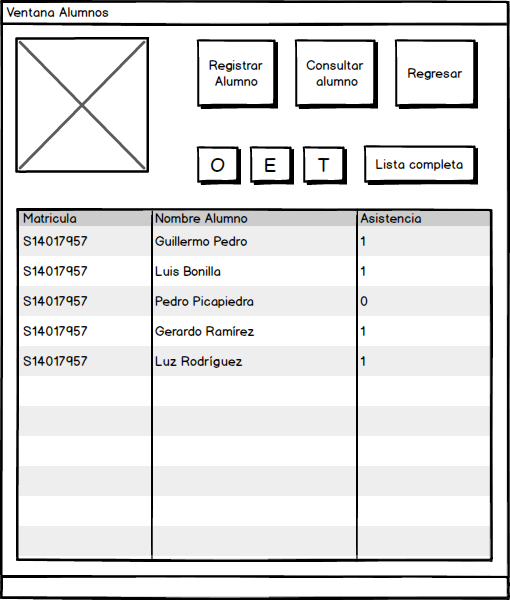 Ventana Alumnos
Registrar
Alumno
Consultar
alumno
Regresar
O E T Lista completa
Matricula Nombre Alumno Asistencia
S14017957 Guillermo Pedro 1
S14017957 Luis Bonilla 1
S14017957 Pedro Picapiedra 0
S14017957 Gerardo Ramírez 1
S14017957 Luz Rodríguez 1